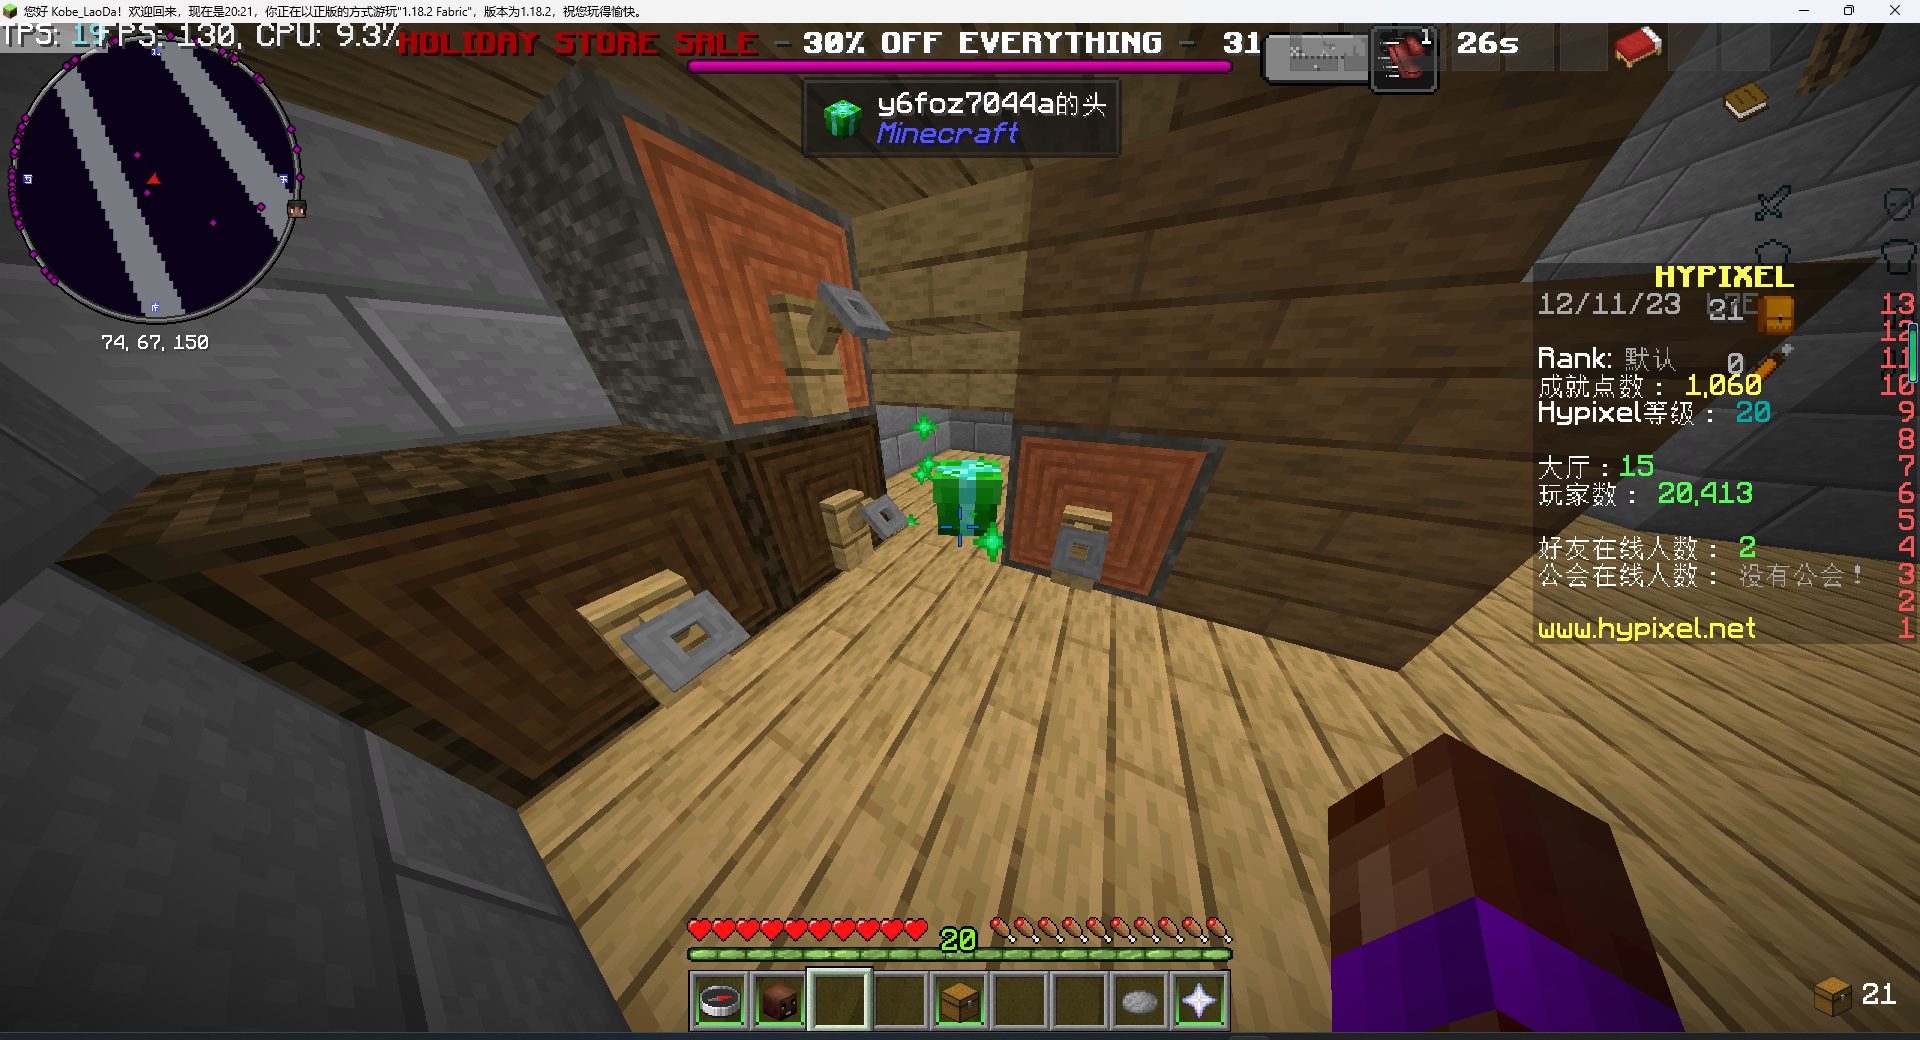 您好 Kobe_LaoDa！欢迎回来，现在是20:21，你正在以正版的方式游玩"1.18.2 Fabric"，版本为1.18.2，祝您玩得愉快。
TPS: 19 FPS: 130, CPU: 9.3%
HOLIDAY STORE SALE - 30% OFF EVERYTHING - 31 26s
1
y6foz7044a的头
Minecraft
74, 67, 150
HYPIXEL
12/11/23
21
Rank: 默认
0
成就点数： 1,060
Hypixel等级： 20
大厅：15
玩家数： 20,413
好友在线人数： 2
公会在线人数： 没有公会！
www.hypixel.net
13
12
11
10
9
8
7
6
5
4
3
2
1
20
21